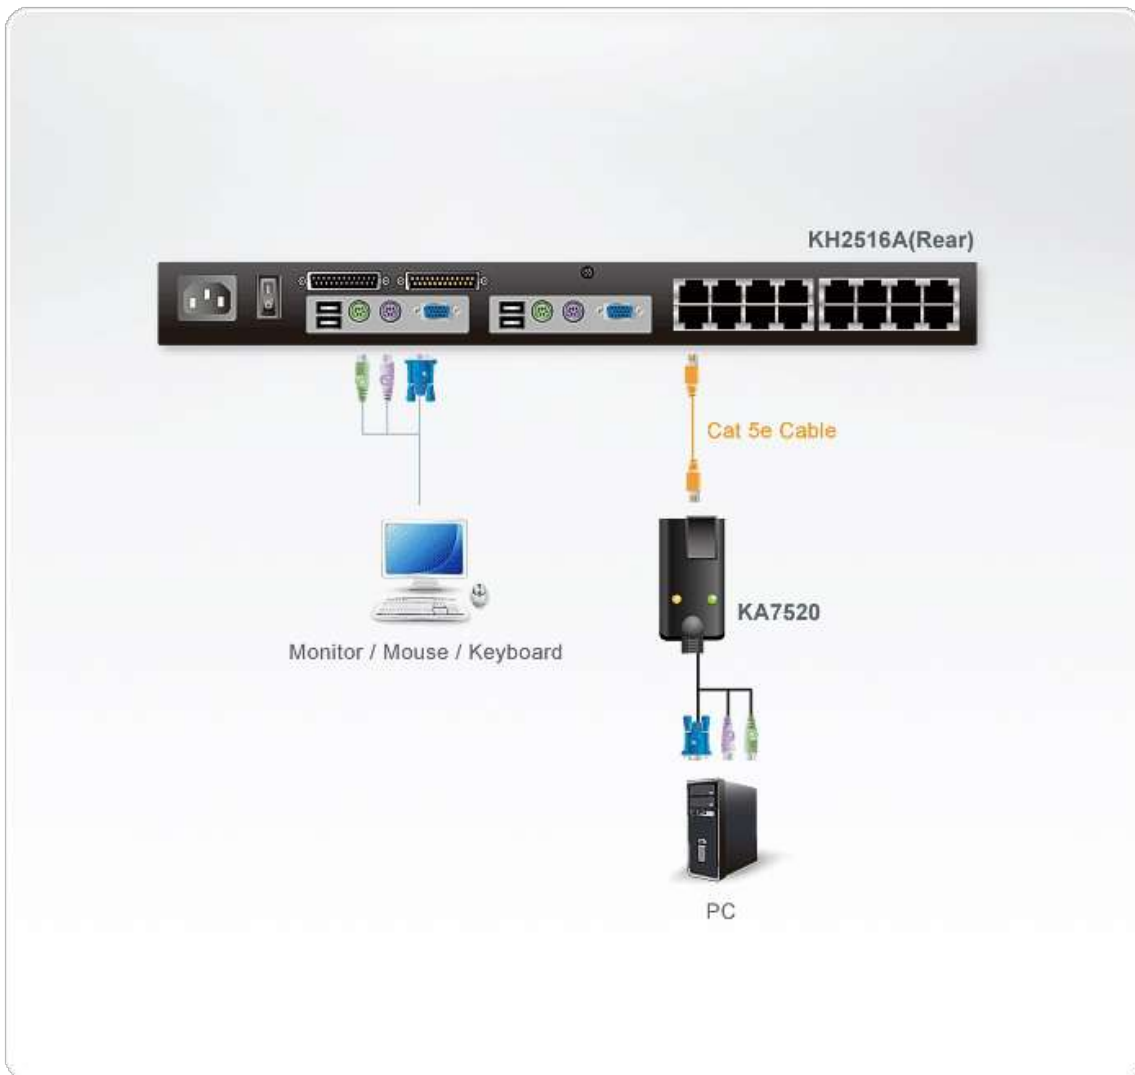 KH2516A(Rear)
Cat 5e Cable
KA7520
Monitor / Mouse / Keyboard
PC